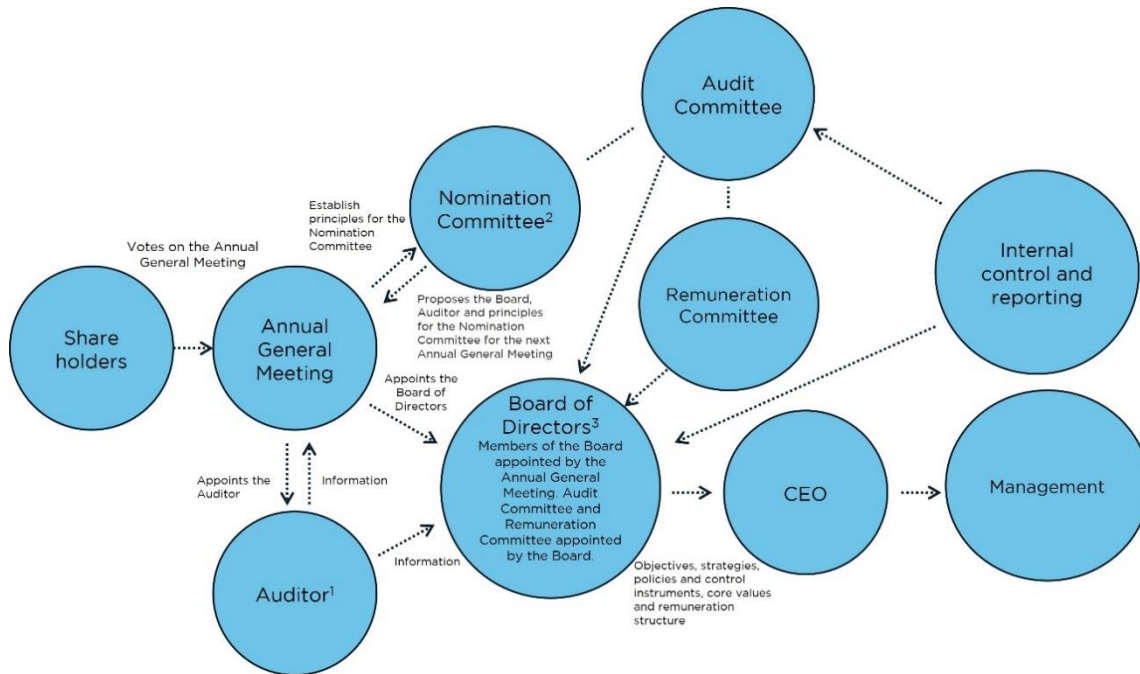 Audit
Committee
Nomination
Committee²
Establish
principles for the
Nomination
Committee
Votes on the Annual
General Meeting
Internal
control and
reporting
Remuneration
Committee
Proposes the Board,
Auditor and principles
for the Nomination
Committee for the next
Annual General Meeting
Share
holders
Annual
General
Meeting
Appoints the
Board of
Directors
Board of
Directors³
Members of the Board
appointed by the
Annual General
Meeting. Audit
Committee and
Remuneration
Committee appointed
by the Board.
CEO
Management
Appoints the
Auditor
Information
Information
Auditor¹
Objectives, strategies,
policies and control
instruments, core values
and remuneration
structure